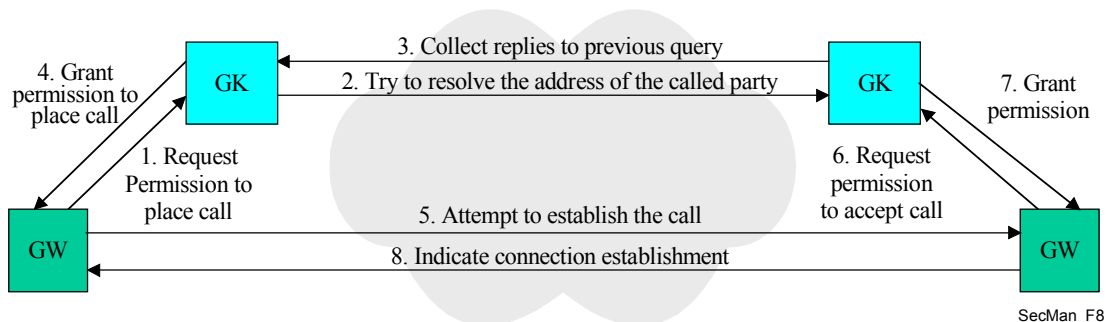 3. Collect replies to previous query
4. Grant
permission to
place call
GK
2. Try to resolve the address of the called party
GK
7. Grant
permission
1. Request
Permission to
place call
6. Request
permission
to accept call
GW
5. Attempt to establish the call
8. Indicate connection establishment
GW
SecMan_F8